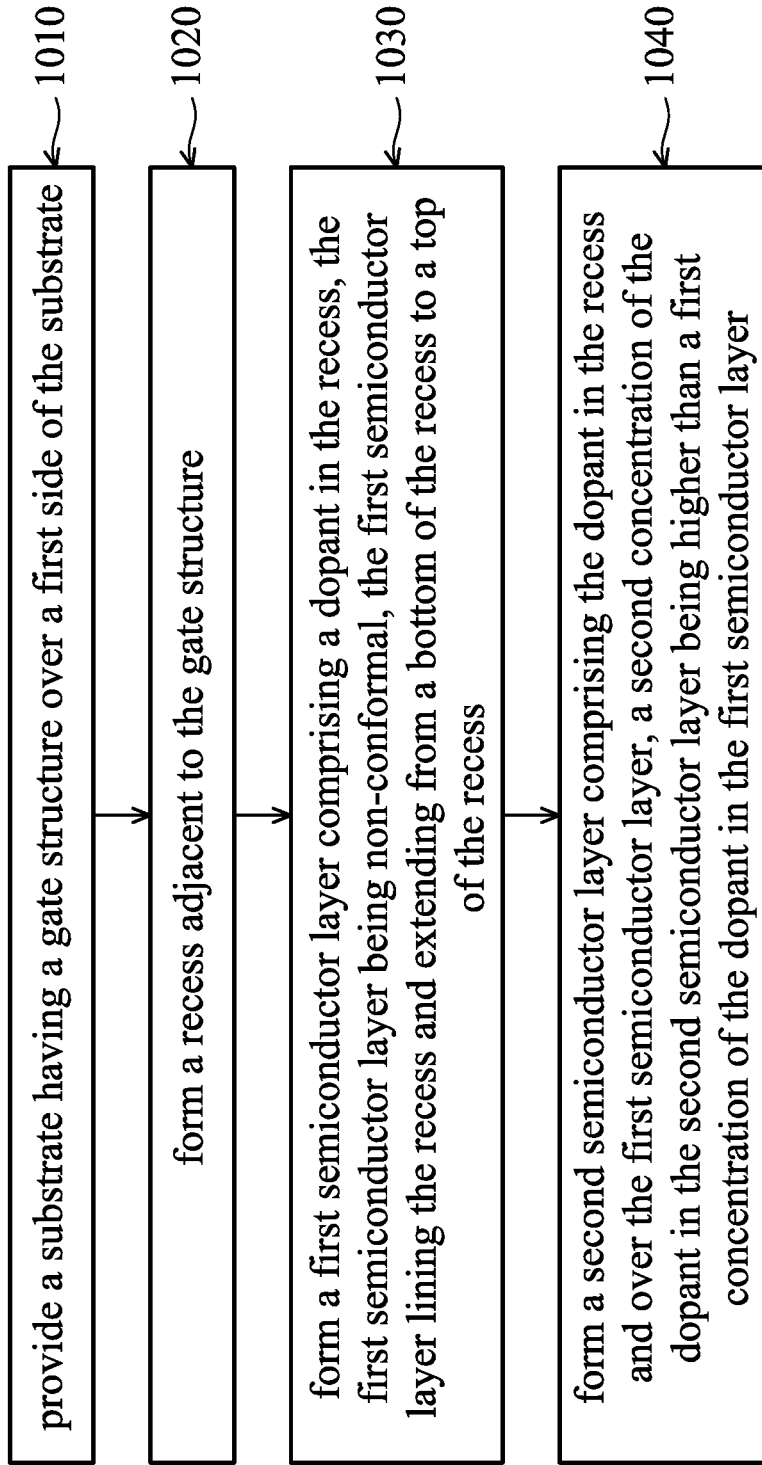 provide a substrate having a gate structure over a first side of the substrate
1010
form a recess adjacent to the gate structure
1020
form a first semiconductor layer comprising a dopant in the recess, the
first semiconductor layer being non-conformal, the first semiconductor
layer lining the recess and extending from a bottom of the recess to a top
of the recess
1030
form a second semiconductor layer comprising the dopant in the recess
and over the first semiconductor layer, a second concentration of the
dopant in the second semiconductor layer being higher than a first
concentration of the dopant in the first semiconductor layer
1040